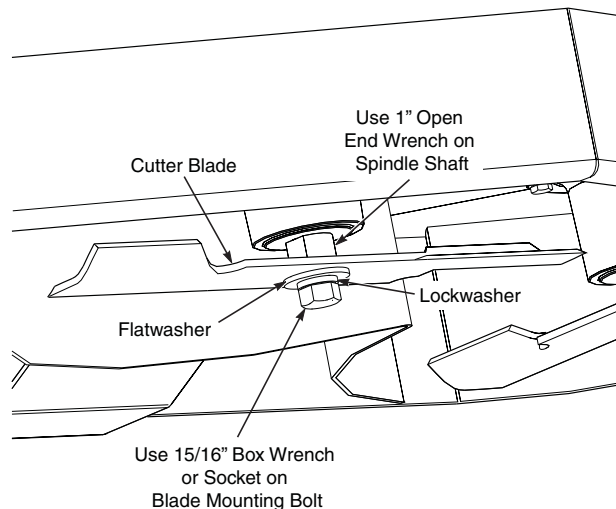 Use 1” Open
End Wrench on
Spindle Shaft
Cutter Blade
Lockwasher
Flatwasher
Use 15/16” Box Wrench
or Socket on
Blade Mounting Bolt